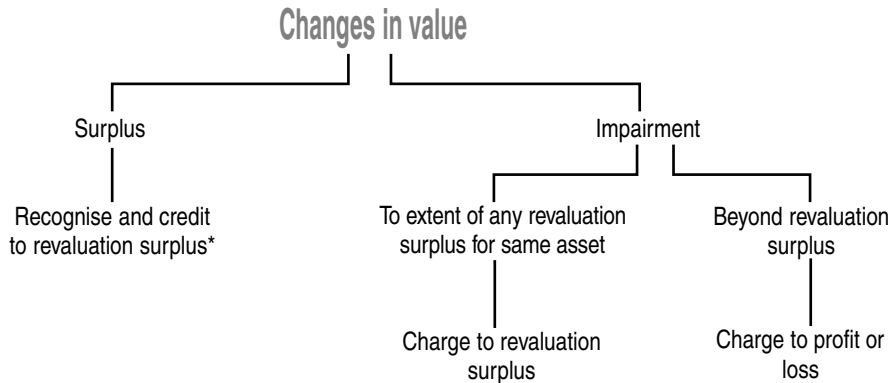 Changes in value
Surplus
Impairment
Recognise and credit
to revaluation surplus*
To extent of any revaluation
surplus for same asset
Beyond revaluation
surplus
Charge to revaluation
surplus
Charge to profit or
loss